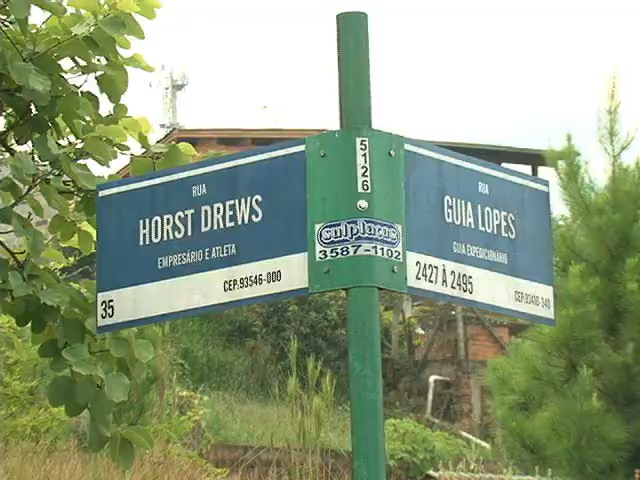 RUA
HORST DREWS
EMPRESÁRIO E ATLETA
CEP.93546-000
35
5126
culplacas
3587-1102
RUA
GUIA LOPES
GUIA EXPEDICIONÁRIO
2427 À 2495